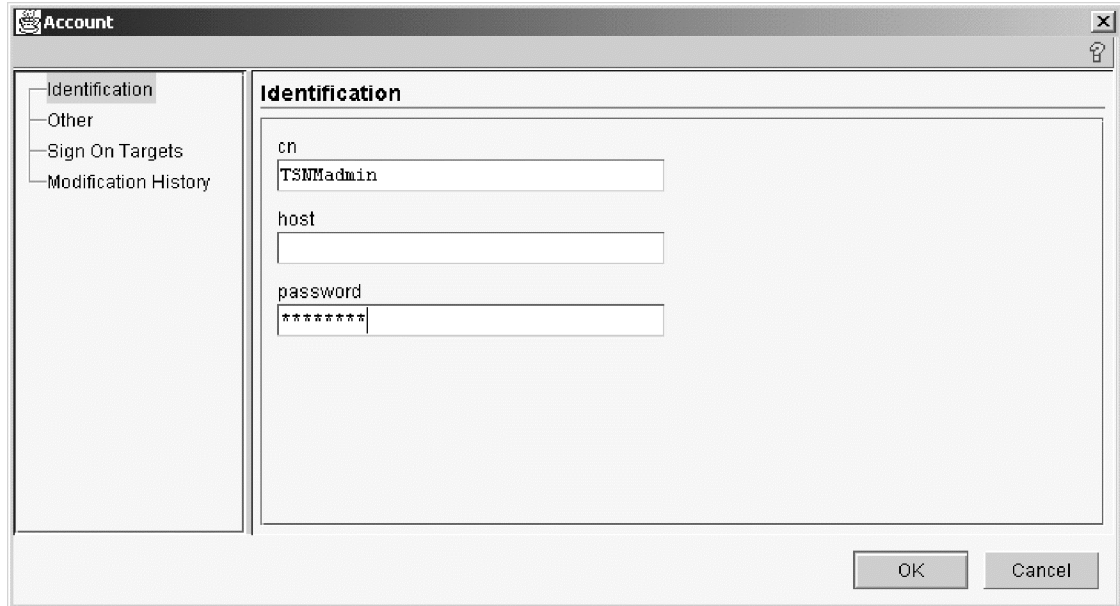 Account
Identification
Other
Sign On Targets
Modification History
Identification
cn
TSNMadmin
host
password
********
OK
Cancel